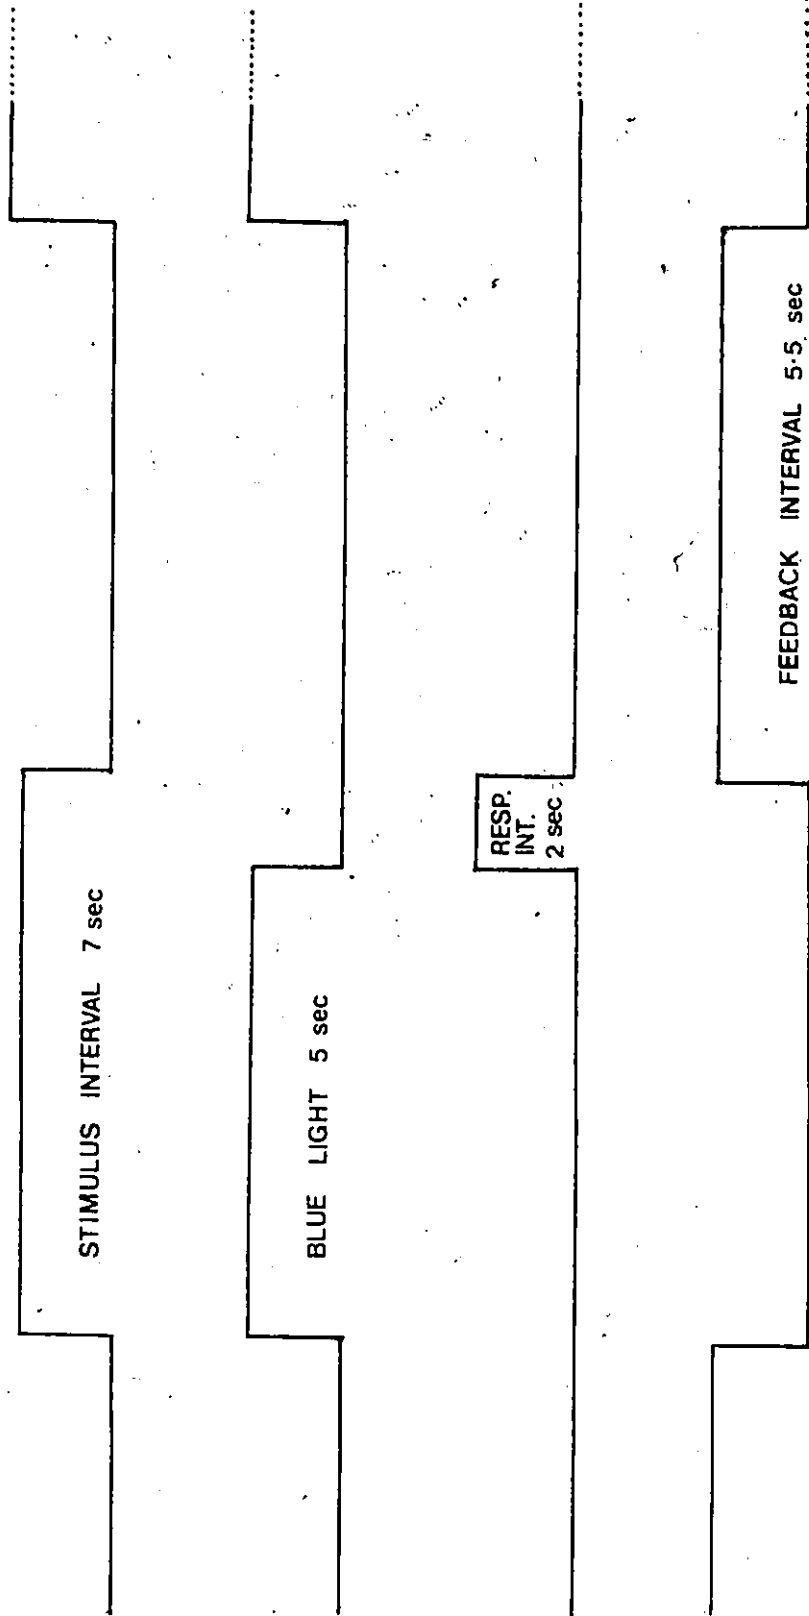 STIMULUS INTERVAL 7 sec
BLUE LIGHT 5 sec
RESP.
INT.
2 sec
FEEDBACK INTERVAL 5·5 sec